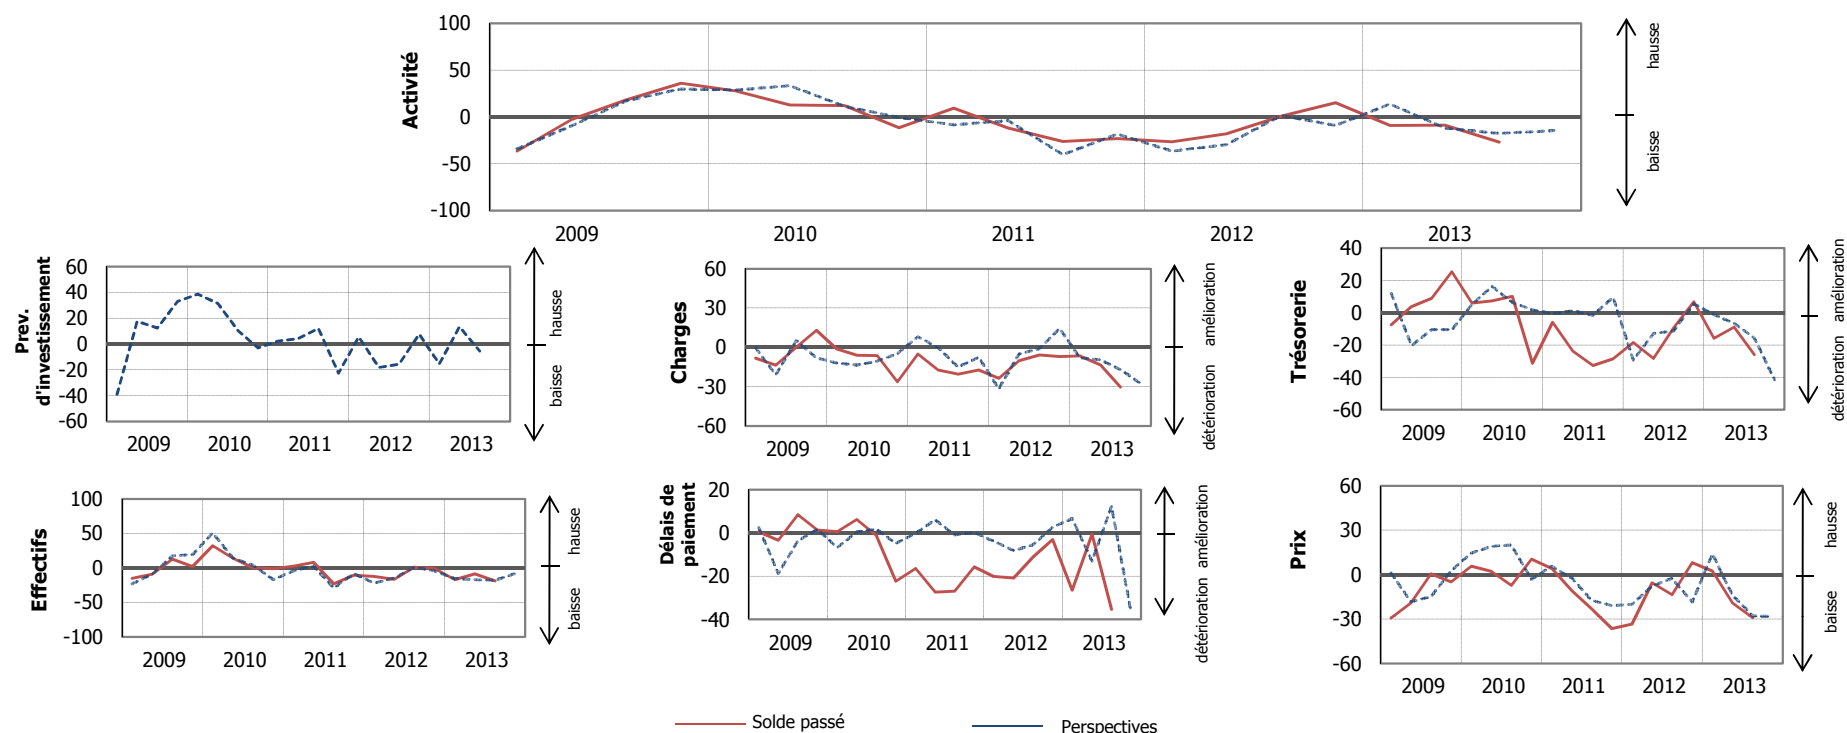 Activité
100
50
0
-50
-100
2009 2010 2011 2012 2013
hausse
baisse
Prev.
d'investissement
60
40
20
0
-20
-40
-60
2009 2010 2011 2012 2013
hausse
baisse
Charges
60
30
0
-30
-60
2009 2010 2011 2012 2013
amélioration
détérioration
Trésorerie
40
20
0
-20
-40
-60
2009 2010 2011 2012 2013
amélioration
détérioration
Effectifs
100
50
0
-50
-100
2009 2010 2011 2012 2013
hausse
baisse
Délais de
paiement
20
0
-20
-40
2009 2010 2011 2012 2013
amélioration
détérioration
Prix
60
30
0
-30
-60
2009 2010 2011 2012 2013
hausse
baisse
Solde passé
Perspectives